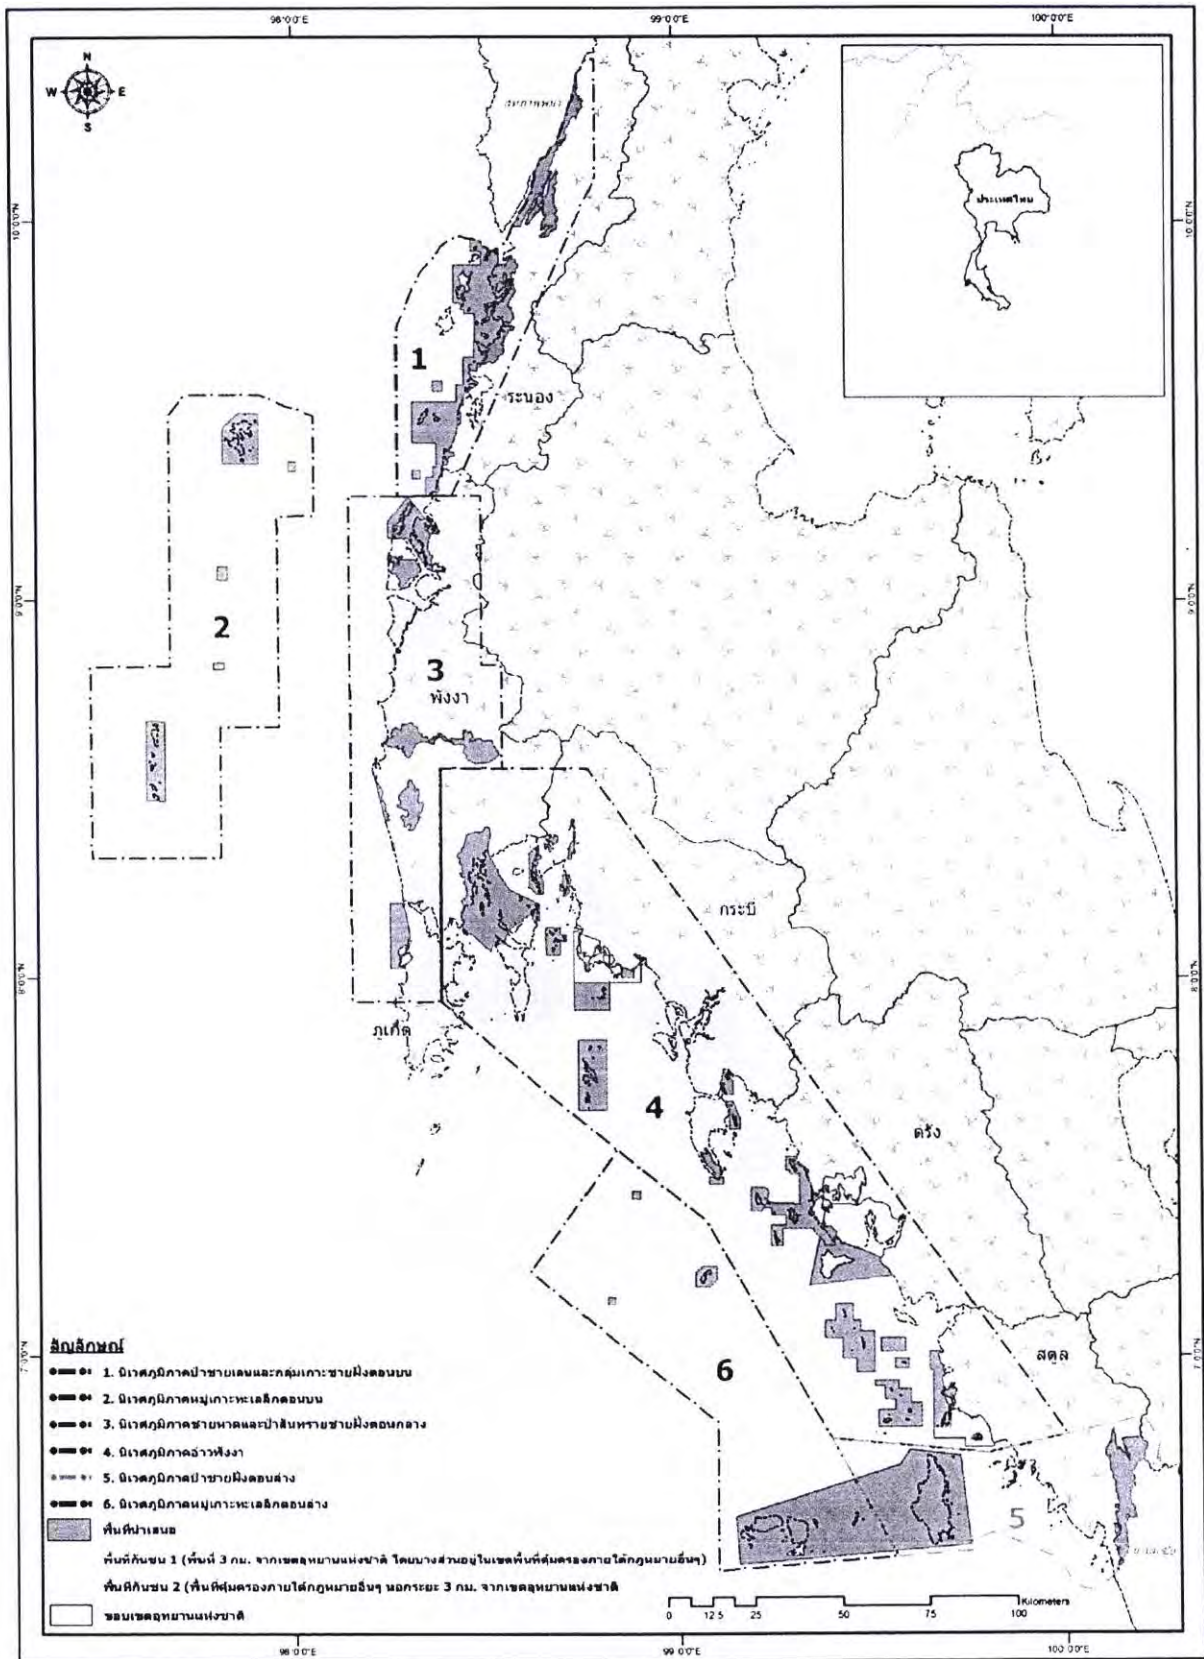 98°0'0"E
99°0'0"E
100°0'0"E
N
W
E
S
ประเทศไทย
10°0'0"N
10°0'0"N
1
ระนอง
9°0'0"N
9°0'0"N
2
3
พังงา
กระบี่
8°0'0"N
8°0'0"N
ภูเก็ต
4
ตรัง
7°0'0"N
7°0'0"N
สตูล
6
5
สัญลักษณ์
1. นิเวศภูมิภาคป่าชายเลนและกลุ่มเกาะชายฝั่งตอนบน
2. นิเวศภูมิภาคหมู่เกาะทะเลลึกตอนบน
3. นิเวศภูมิภาคชายหาดและป่าสันทรายชายฝั่งตอนกลาง
4. นิเวศภูมิภาคอ่าวพังงา
5. นิเวศภูมิภาคป่าชายฝั่งตอนล่าง
6. นิเวศภูมิภาคหมู่เกาะทะเลลึกตอนล่าง
พื้นที่นำเสนอ
พื้นที่กันชน 1 (พื้นที่ 3 กม. จากเขตอุทยานแห่งชาติ โดยบางส่วนอยู่ในเขตพื้นที่คุ้มครองภายใต้กฎหมายอื่นๆ)
พื้นที่กันชน 2 (พื้นที่คุ้มครองภายใต้กฎหมายอื่นๆ นอกระยะ 3 กม. จากเขตอุทยานแห่งชาติ
ขอบเขตอุทยานแห่งชาติ
0 12.5 25 50 75 100 Kilometers
98°0'0"E
99°0'0"E
100°0'0"E